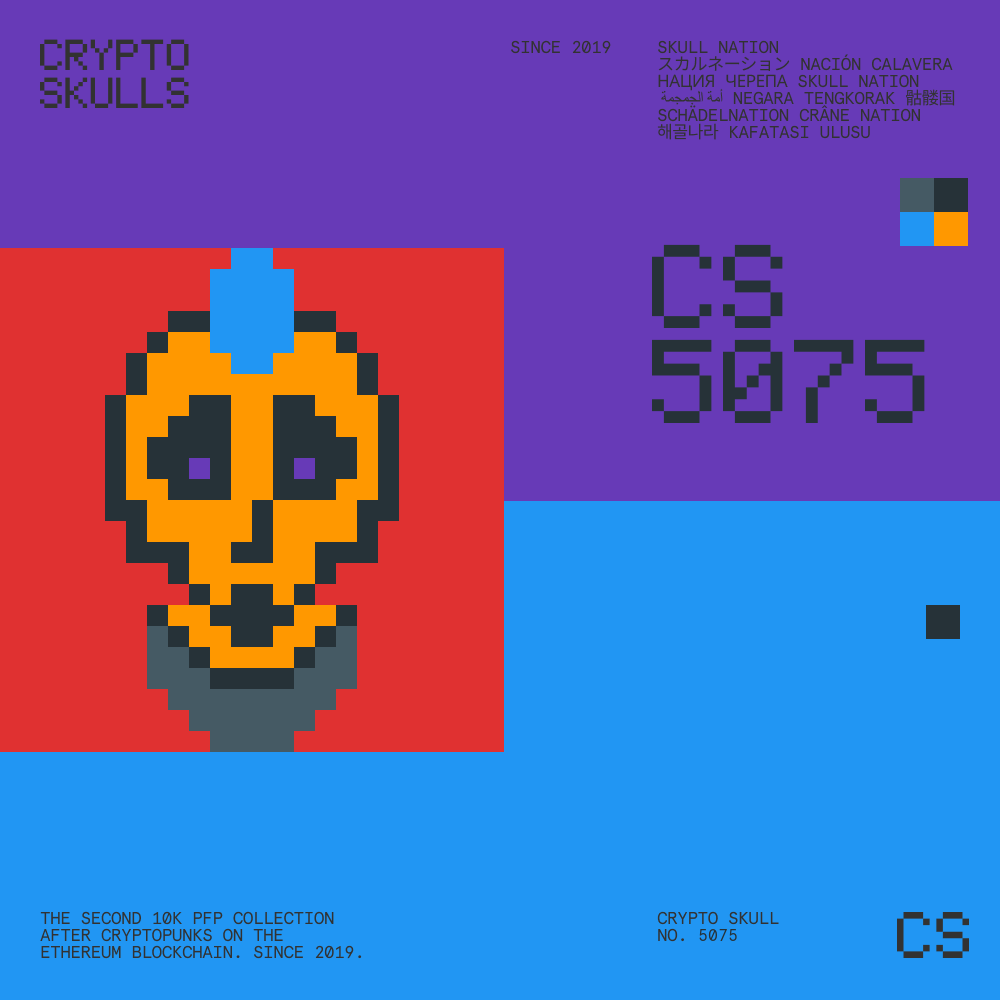 CRYPTO
SKULLS
SINCE 2019
SKULL NATION
スカルネーション NACIÓN CALAVERA
НАЦИЯ ЧЕРЕПА SKULL NATION
أمة الجمجمة NEGARA TENGKORAK 骷髅国
SCHÄDELNATION CRÂNE NATION
해골나라 KAFATASI ULUSU
CS
5075
THE SECOND 10K PFP COLLECTION
AFTER CRYPTOPUNKS ON THE
ETHEREUM BLOCKCHAIN. SINCE 2019.
CRYPTO SKULL
NO. 5075
CS